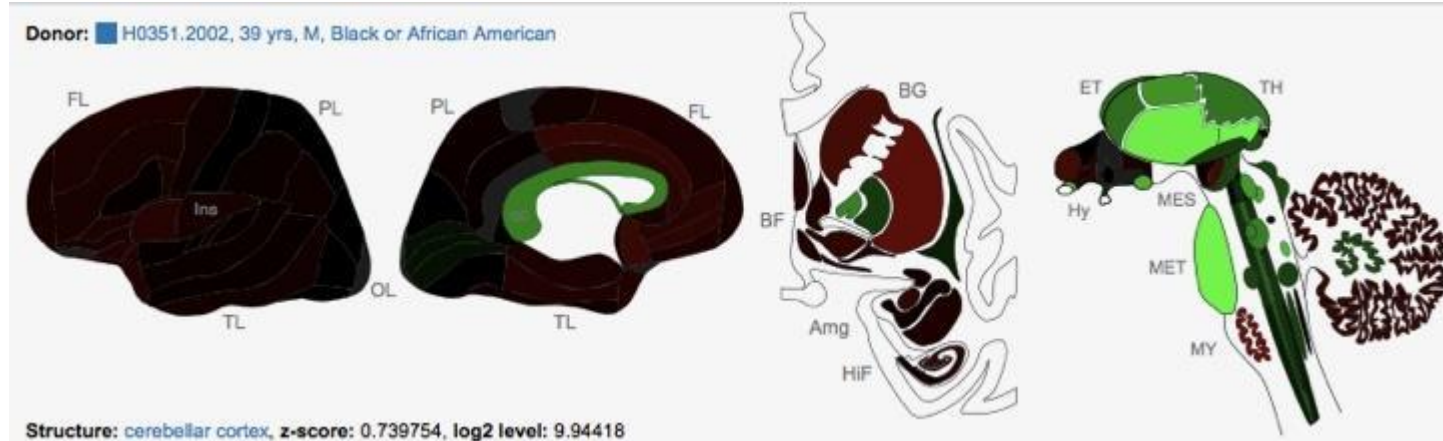 Donor: H0351.2002, 39 yrs, M, Black or African American
FL
PL
Ins
OL
TL
PL
FL
TL
BG
BF
Amg
HiF
ET
TH
Hy
MES
MET
MY
Structure: cerebellar cortex, z-score: 0.739754, log2 level: 9.94418